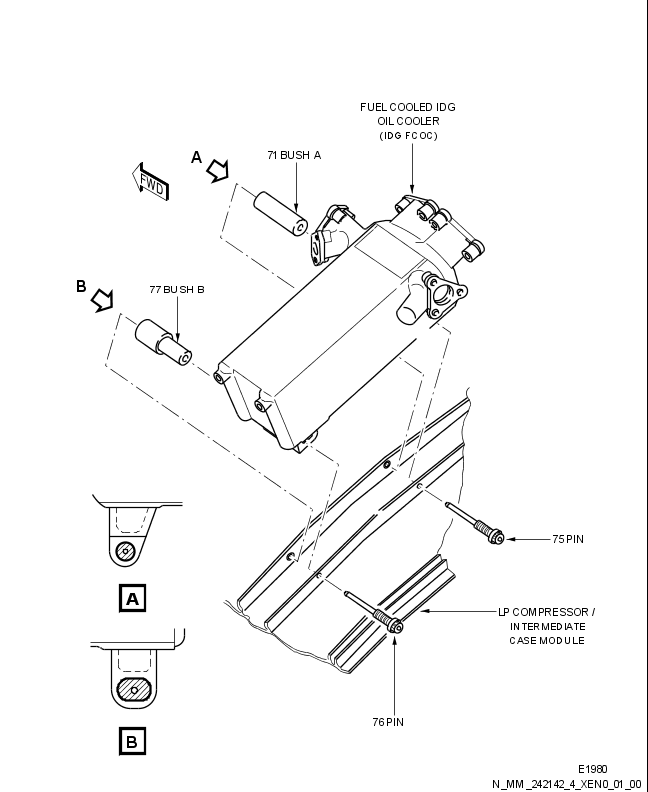 FUEL COOLED IDG
OIL COOLER
(IDG FCOC)
A
71 BUSH A
FWD
B
77 BUSH B
75 PIN
A
LP COMPRESSOR /
INTERMEDIATE
CASE MODULE
76 PIN
B
E1980
N_MM_242142_4_XEN0_01_00